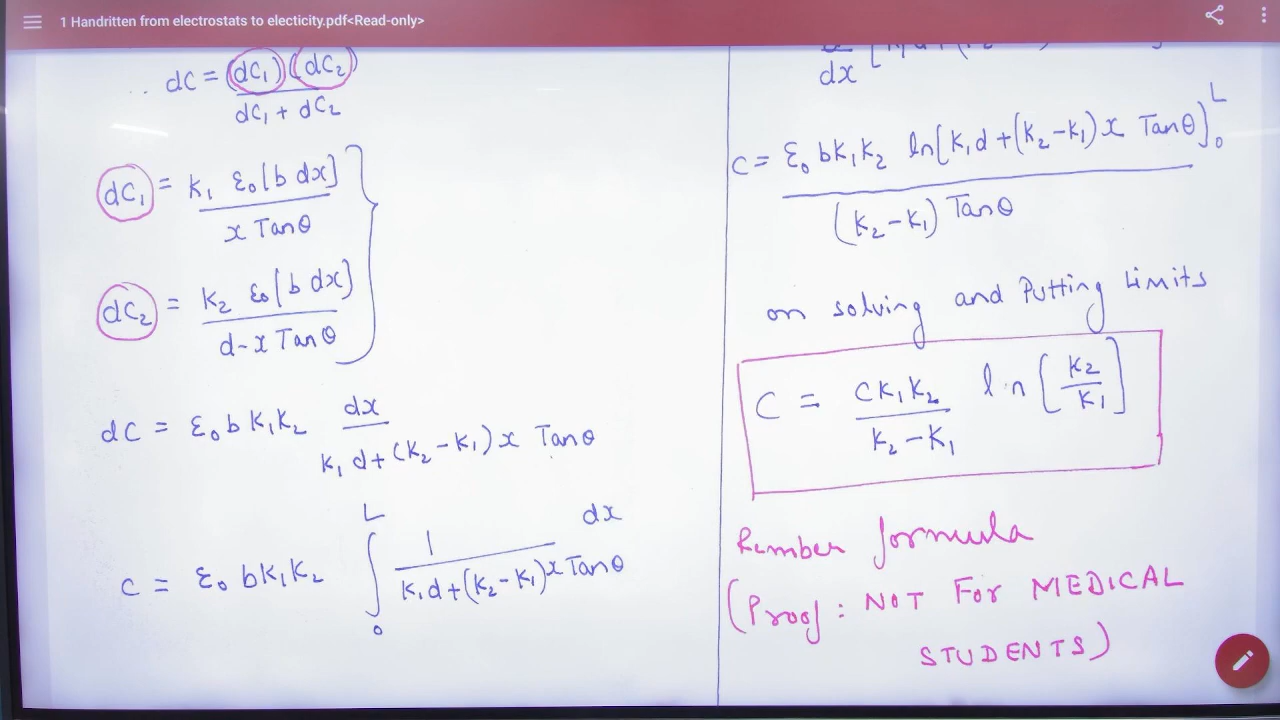 1 Handritten from electrostats to electicity.pdf<Read-only>
dC = (dC₁)(dC₂)
dC₁ + dC₂
dC₁ = K₁ ε₀[b dx]
x Tanθ
dC₂ = K₂ ε₀[b dx]
d-x Tanθ
dC = ε₀ b K₁K₂ dx
K₁ d+(K₂-K₁) x Tanθ
C = ε₀ bK₁K₂ ∫₀ᴸ 1 dx
K₁d+(K₂-K₁)x Tanθ
dx
C = ε₀ bK₁K₂ ln[K₁d+(K₂-K₁)x Tanθ]₀ᴸ
(K₂-K₁) Tanθ
on solving and Putting Limits
C = CK₁K₂ ln[K₂/K₁]
K₂-K₁
Rember formula
(Proof : NOT FOR MEDICAL
STUDENTS)